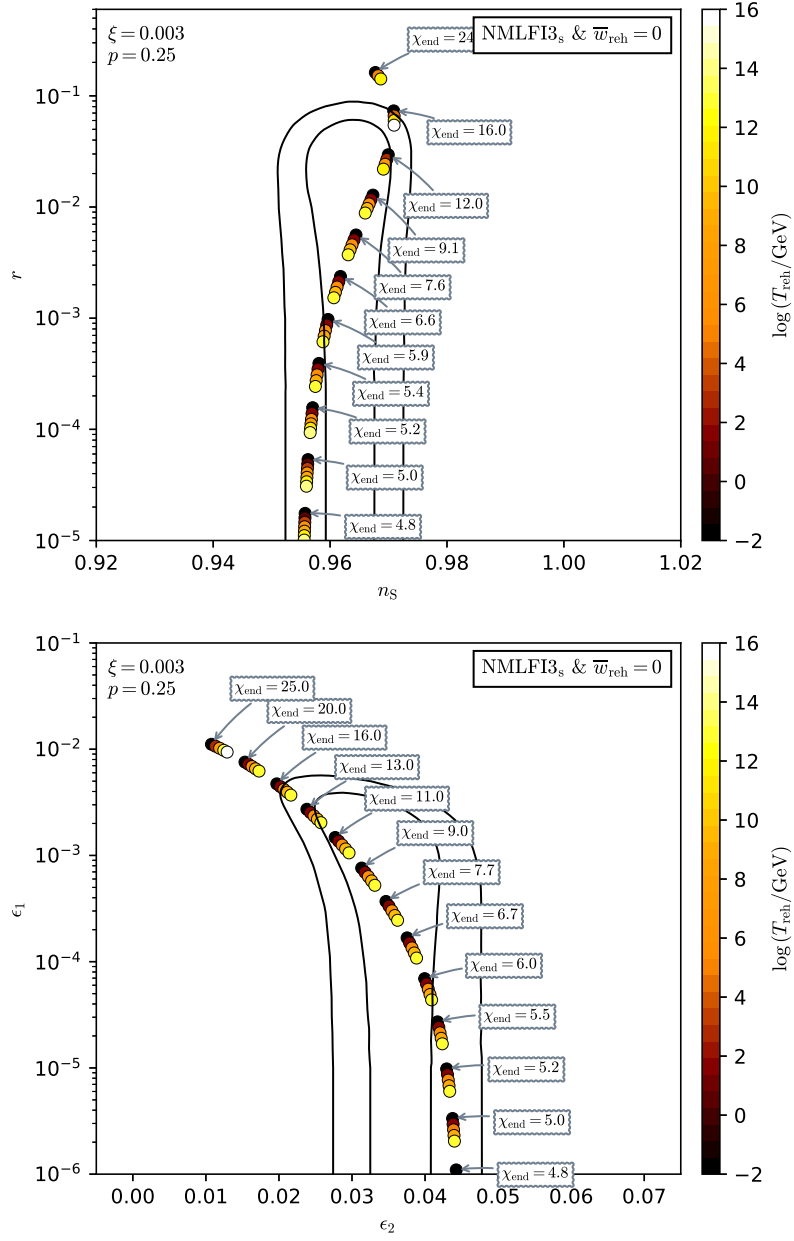 ξ = 0.003
p = 0.25
NMLFI3s & w̅reh = 0
χend = 24
χend = 16.0
χend = 12.0
χend = 9.1
χend = 7.6
χend = 6.6
χend = 5.9
χend = 5.4
χend = 5.2
χend = 5.0
χend = 4.8
10⁻¹
10⁻²
10⁻³
10⁻⁴
10⁻⁵
r
0.92 0.94 0.96 0.98 1.00 1.02
nS
16
14
12
10
8
6
4
2
0
−2
log (Treh/GeV)
ξ = 0.003
p = 0.25
NMLFI3s & w̅reh = 0
χend = 25.0
χend = 20.0
χend = 16.0
χend = 13.0
χend = 11.0
χend = 9.0
χend = 7.7
χend = 6.7
χend = 6.0
χend = 5.5
χend = 5.2
χend = 5.0
χend = 4.8
10⁻¹
10⁻²
10⁻³
10⁻⁴
10⁻⁵
10⁻⁶
ϵ1
0.00 0.01 0.02 0.03 0.04 0.05 0.06 0.07
ϵ2
16
14
12
10
8
6
4
2
0
−2
log (Treh/GeV)